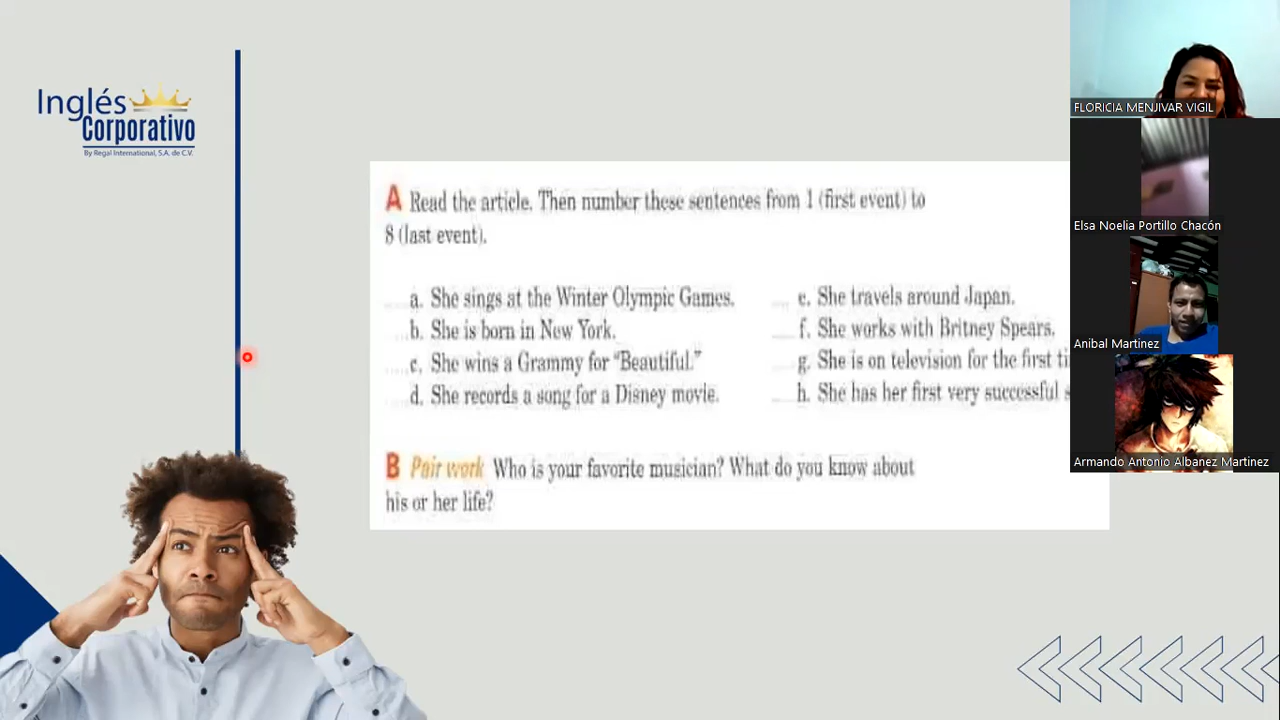 Inglés
Corporativo
By Regal International, S.A. de C.V.
A Read the article. Then number these sentences from 1 (first event) to
8 (last event).
a. She sings at the Winter Olympic Games.
b. She is born in New York.
c. She wins a Grammy for "Beautiful."
d. She records a song for a Disney movie.
e. She travels around Japan.
f. She works with Britney Spears.
g. She is on television for the first
h. She has her first very successful
B Pair work Who is your favorite musician? What do you know about
his or her life?
FLORICIA MENJIVAR VIGIL
Elsa Noelia Portillo Chacón
Anibal Martinez
Armando Antonio Albanez Martinez